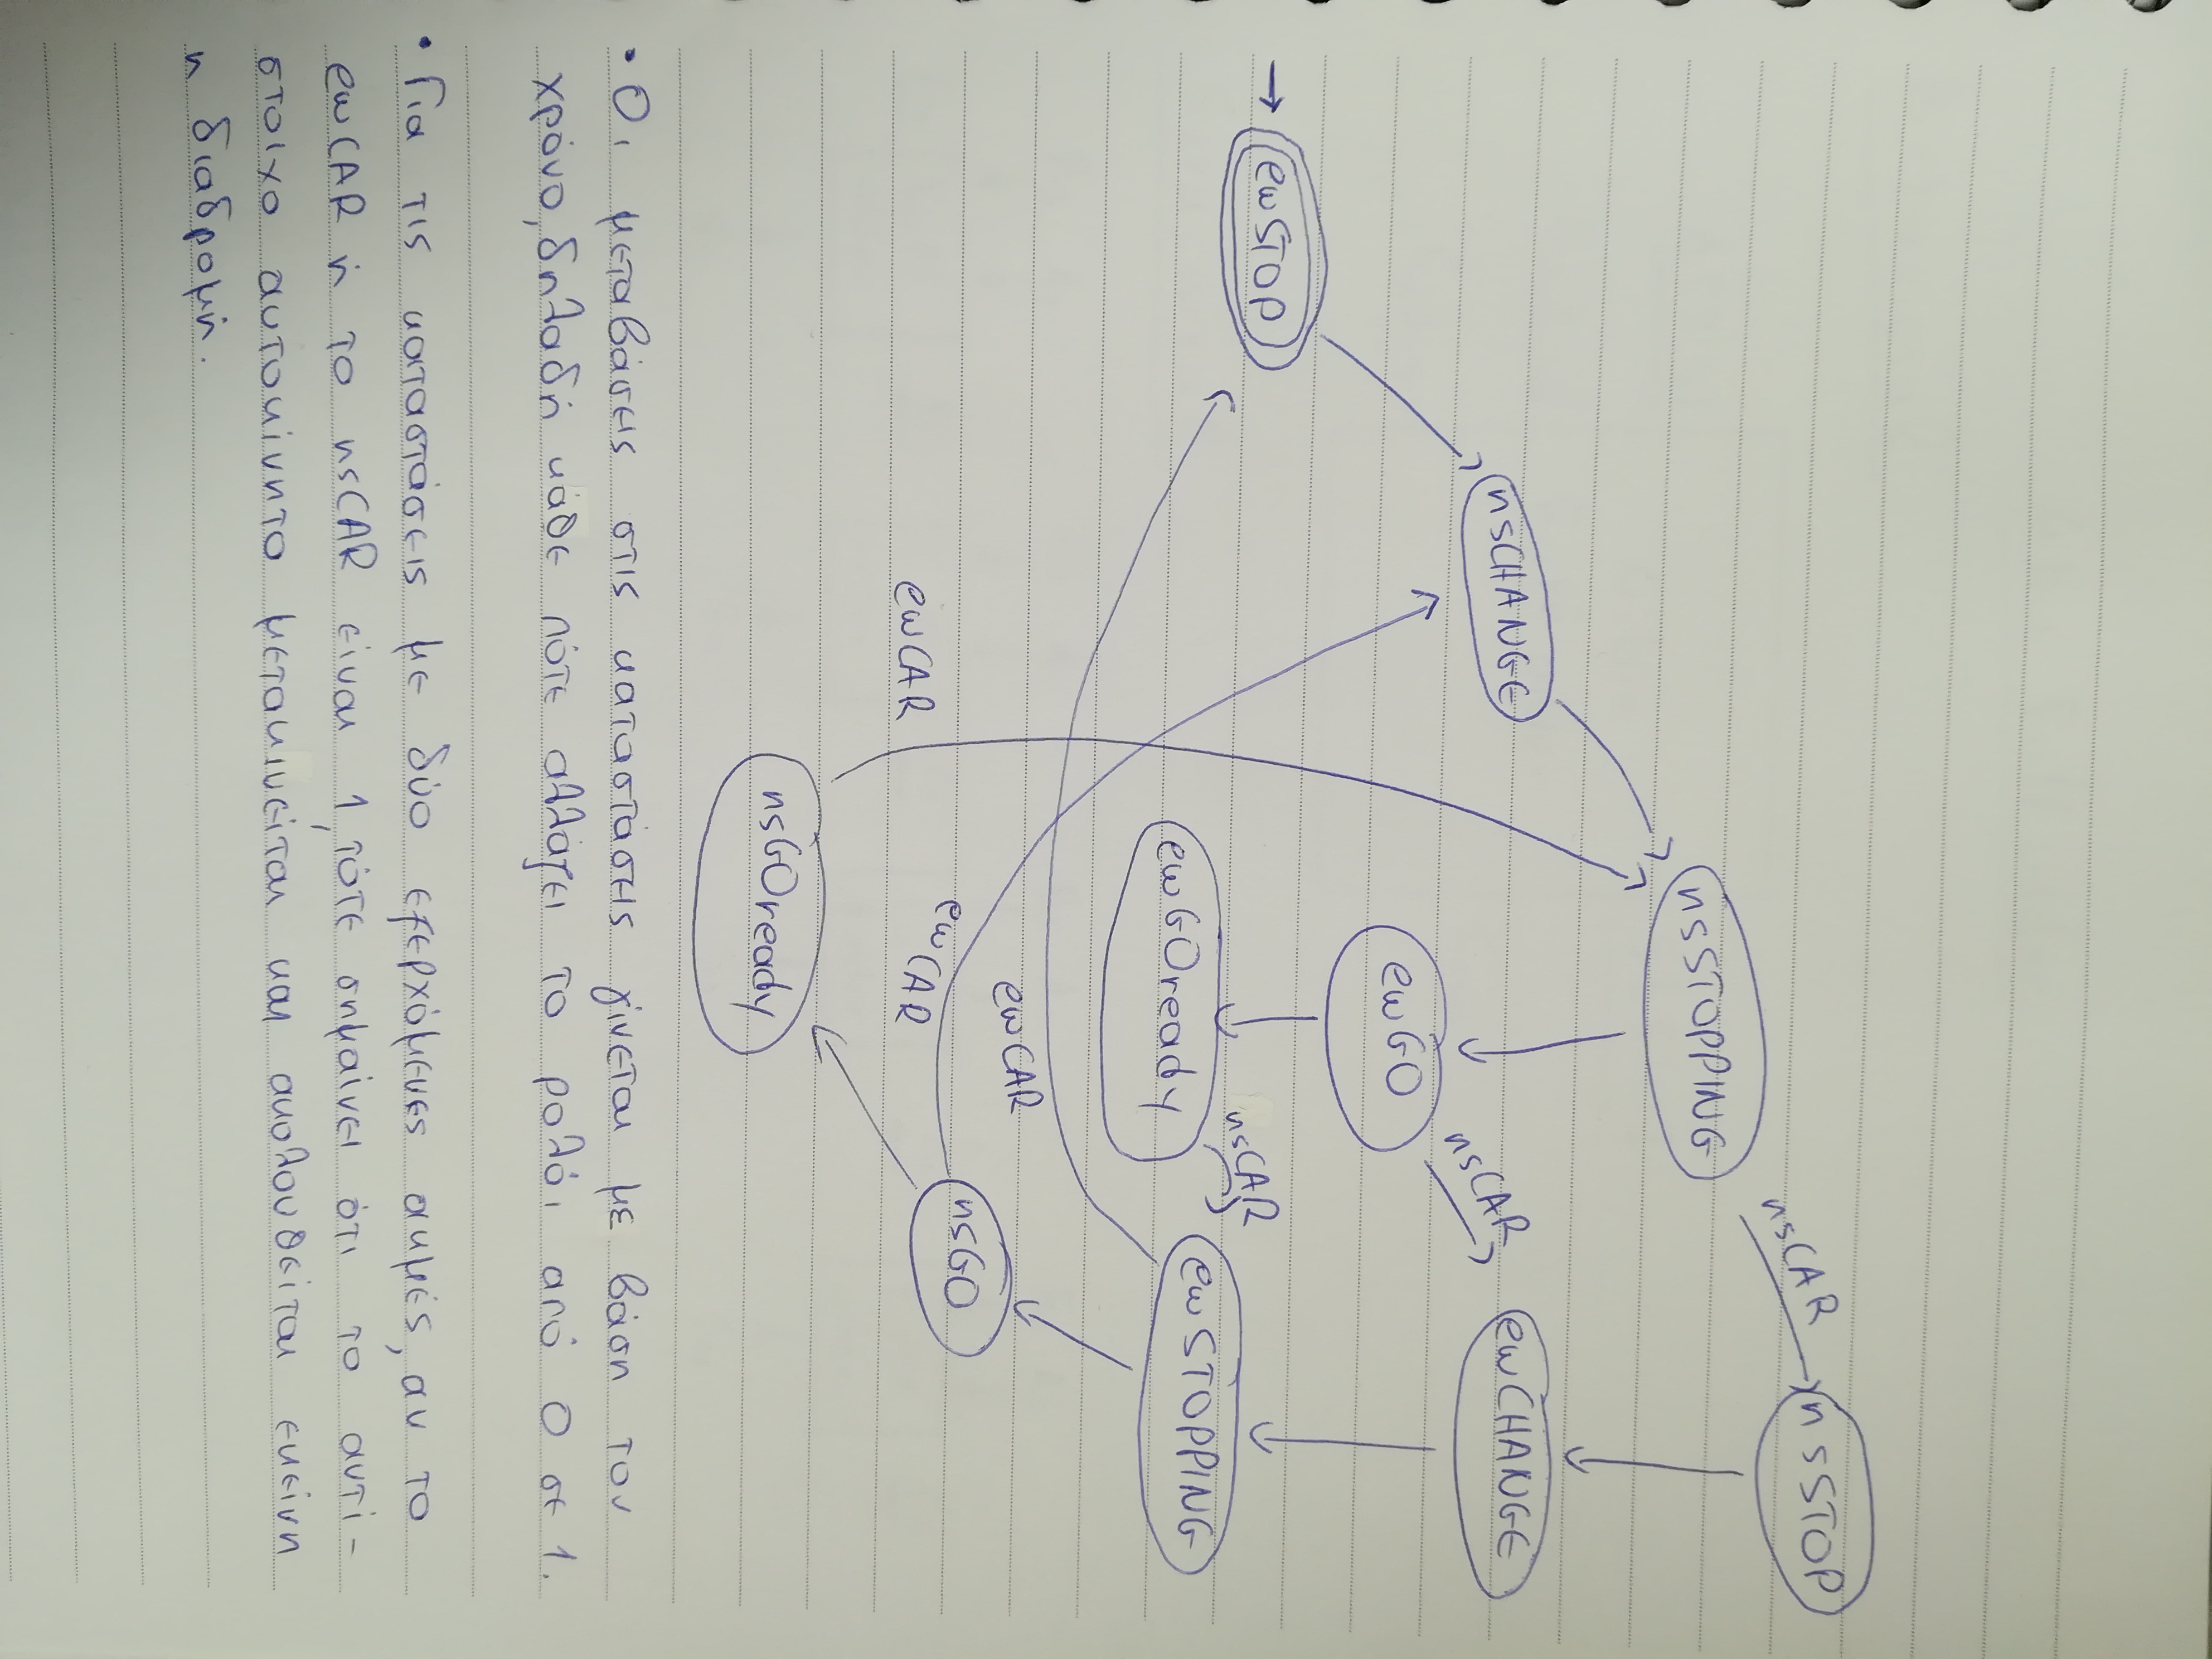 nsCAR
nsSTOP
nsSTOPPING
nsCHANGE
nsCAR
ewCHANGE
ewGO
ewSTOP
nsCAR
ewGOready
ewSTOPPING
ewCAR
nsGO
ewCAR
ewCAR
nsGOready
• Οι μεταβάσεις στις καταστάσεις γίνεται με βάση τον
χρόνο, δηλαδή κάθε πότε αλλάζει το ρολόι από 0 σε 1.
• Για τις καταστάσεις με δύο εξερχόμενες ακμές, αν το
ewCAR ή το nsCAR είναι 1, τότε σημαίνει ότι το αντί-
στοιχο αυτοκίνητο μετακινείται και ακολουθείται εκείνη
η διαδρομή.